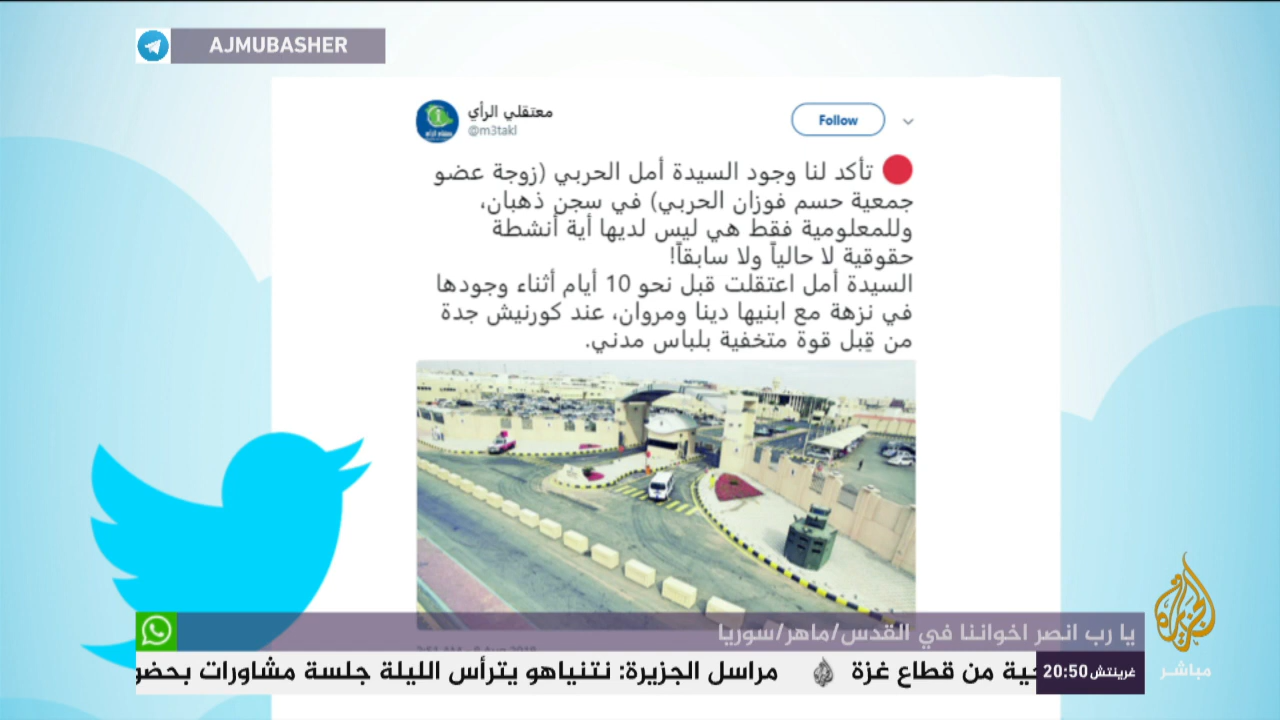 AJMUBASHER
معتقلي الرأي
@m3takl
Follow
تأكد لنا وجود السيدة أمل الحربي (زوجة عضو
جمعية حسم فوزان الحربي) في سجن ذهبان،
وللمعلومية فقط هي ليس لديها أية أنشطة
حقوقية لا حالياً ولا سابقاً!
السيدة أمل اعتقلت قبل نحو 10 أيام أثناء وجودها
في نزهة مع ابنيها دينا ومروان، عند كورنيش جدة
من قِبل قوة متخفية بلباس مدني.
يا رب انصر اخواننا في القدس/ماهر/سوريا
غرينتش 20:50
من قطاع غزة
مراسل الجزيرة: نتنياهو يترأس الليلة جلسة مشاورات
الجزيرة
مباشر